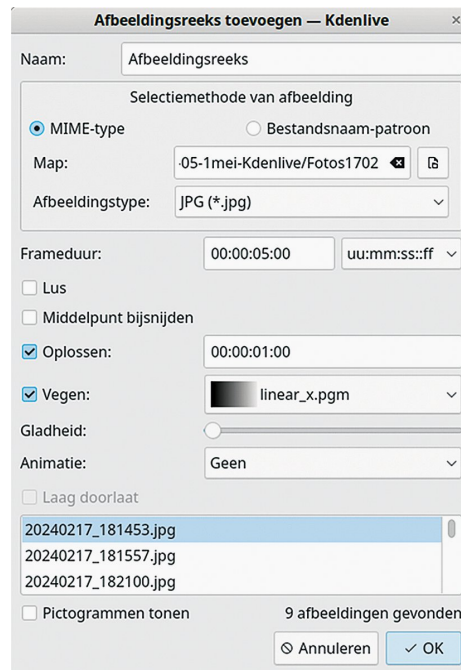 Afbeeldingsreeks toevoegen — Kdenlive
Naam: Afbeeldingsreeks
Selectiemethode van afbeelding
MIME-type Bestandsnaam-patroon
Map: -05-1mei-Kdenlive/Fotos1702
Afbeeldingstype: JPG (*.jpg)
Frameduur: 00:00:05:00 uu:mm:ss::ff
Lus
Middelpunt bijsnijden
Oplossen: 00:00:01:00
Vegen: linear_x.pgm
Gladheid:
Animatie: Geen
Laag doorlaat
20240217_181453.jpg
20240217_181557.jpg
20240217_182100.jpg
Pictogrammen tonen 9 afbeeldingen gevonden
Annuleren OK